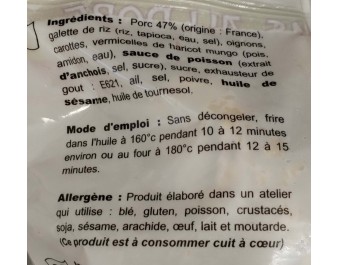 Ingrédients : Porc 47% (origine : France),
galette de riz (riz, tapioca, eau, sel), oignons,
carottes, vermicelles de haricot mungo (pois,
amidon, eau), sauce de poisson (extrait
d'anchois, sel, sucre), sucre, exhausteur de
gout : E621, ail, sel, poivre, huile de
sésame, huile de tournesol.
Mode d'emploi : Sans décongeler, frire
dans l'huile à 160°c pendant 10 à 12 minutes
environ ou au four à 180°c pendant 12 à 15
minutes.
Allergène : Produit élaboré dans un atelier
qui utilise : blé, gluten, poisson, crustacés,
soja, sésame, arachide, œuf, lait et moutarde.
(Ce produit est à consommer cuit à cœur)